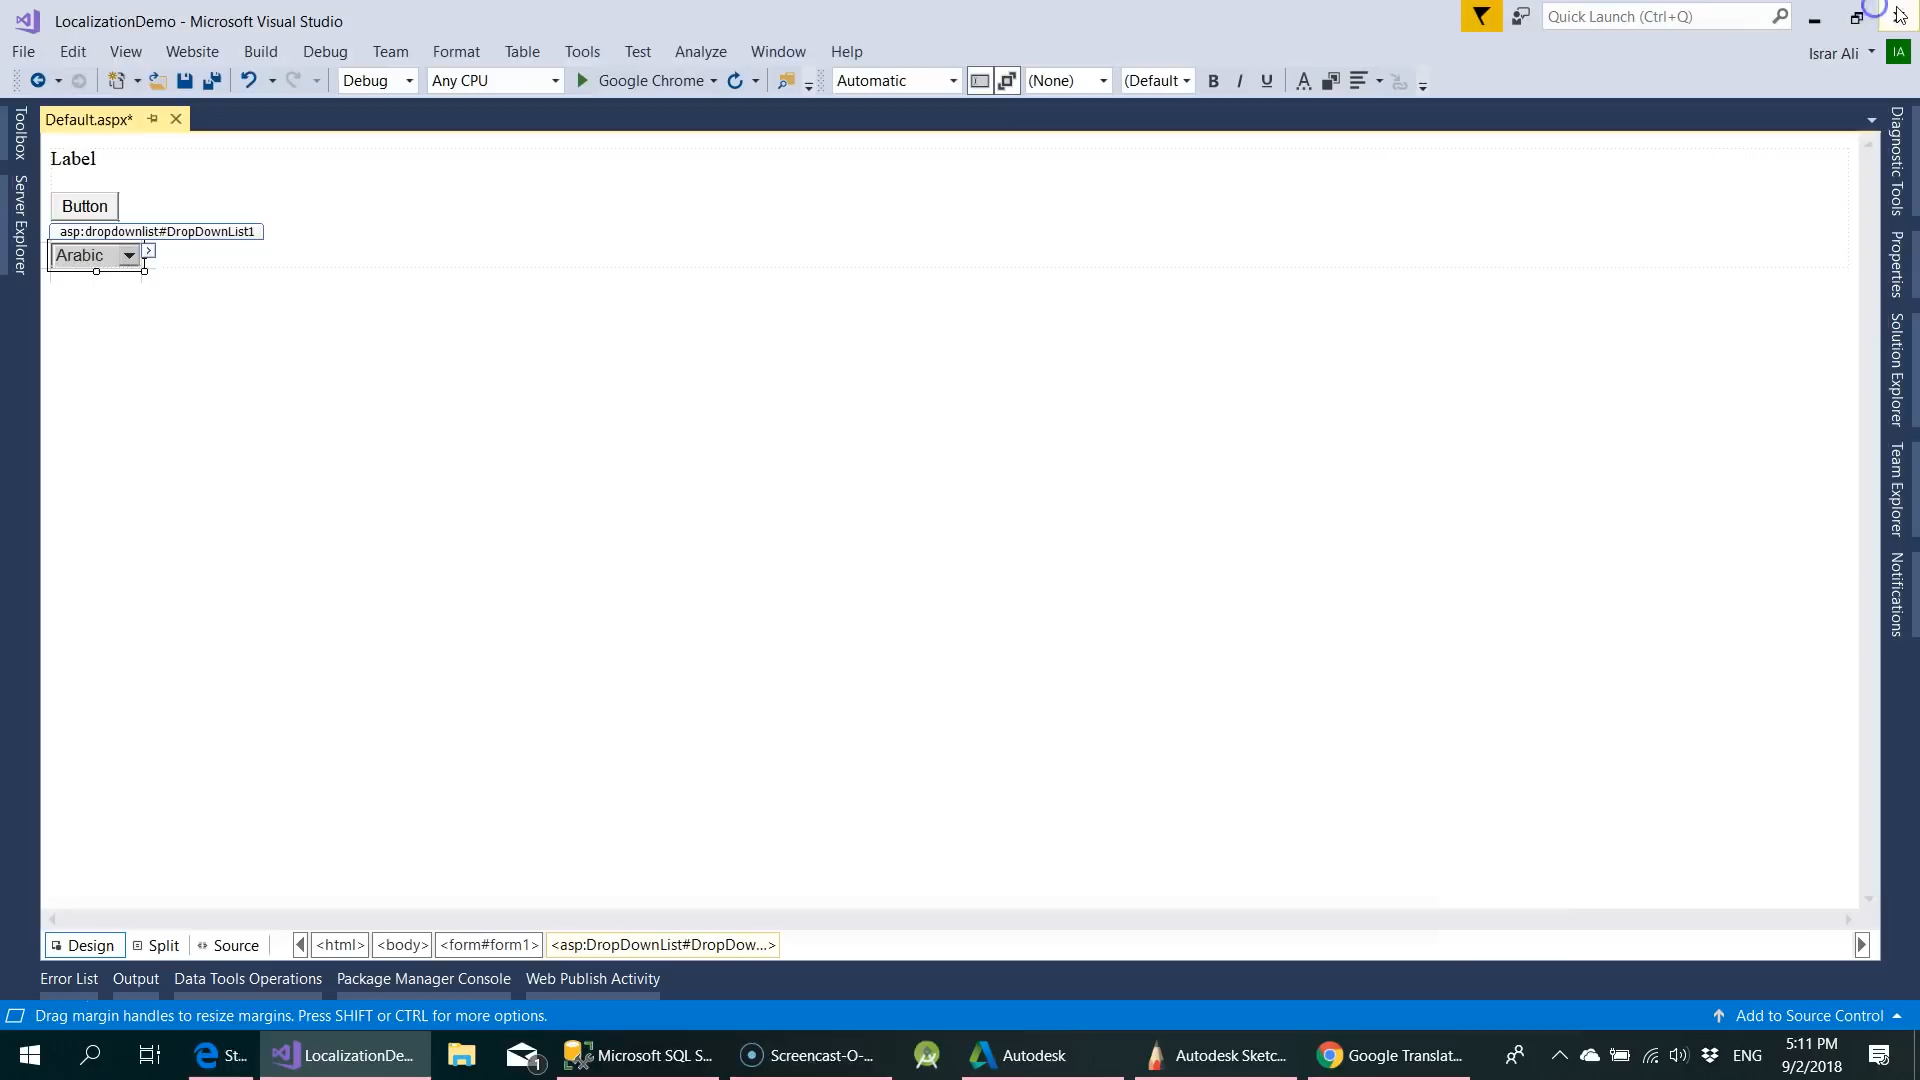 LocalizationDemo - Microsoft Visual Studio
Quick Launch (Ctrl+Q)
File Edit View Website Build Debug Team Format Table Tools Test Analyze Window Help
Israr Ali IA
Debug Any CPU Google Chrome Automatic (None) (Default B I U A
Default.aspx*
Toolbox
Server Explorer
Label
Button
asp:dropdownlist#DropDownList1
Arabic
Diagnostic Tools
Properties
Solution Explorer
Team Explorer
Notifications
Design Split Source <html> <body> <form#form1> <asp:DropDownList#DropDow...>
Error List Output Data Tools Operations Package Manager Console Web Publish Activity
Drag margin handles to resize margins. Press SHIFT or CTRL for more options.
Add to Source Control
St... LocalizationDe... 1 Microsoft SQL S... Screencast-O-... Autodesk Autodesk Sketc... Google Translat... ENG
5:11 PM
9/2/2018